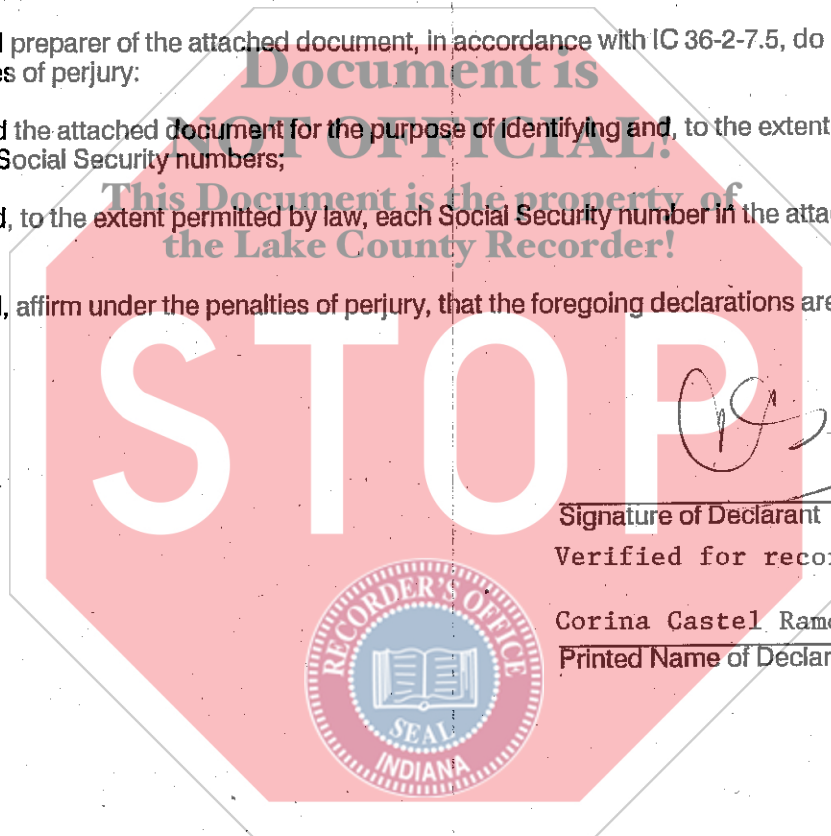 preparer of the attached document, in accordance with IC 36-2-7.5, do
es of perjury:
Document is
NOT OFFICIAL!
d the attached document for the purpose of identifying and, to the extent
Social Security numbers;
This Document is the property of
the Lake County Recorder!
d, to the extent permitted by law, each Social Security number in the atta
, affirm under the penalties of perjury, that the foregoing declarations are
STOP
Signature of Declarant
Verified for recor
Corina Castel Ram
Printed Name of Declar
RECORDER'S OFFICE
SEAL
INDIANA